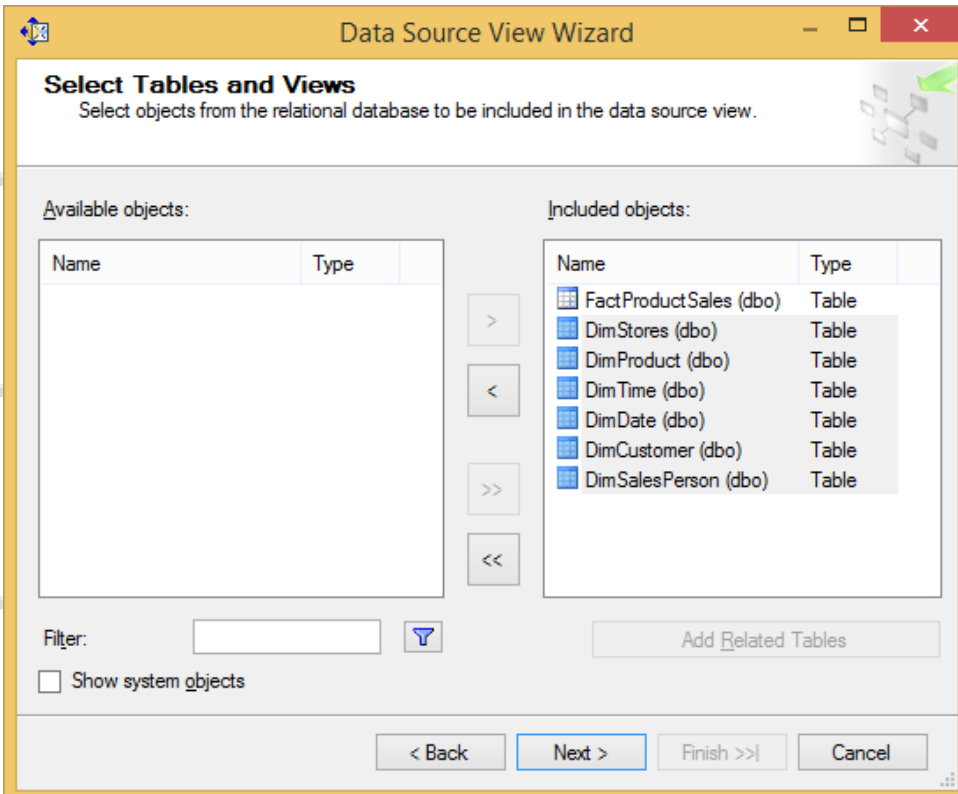 Data Source View Wizard
Select Tables and Views
Select objects from the relational database to be included in the data source view.
Available objects:
Included objects:
Name Type
Name Type
FactProductSales (dbo) Table
DimStores (dbo) Table
DimProduct (dbo) Table
DimTime (dbo) Table
DimDate (dbo) Table
DimCustomer (dbo) Table
DimSalesPerson (dbo) Table
>
<
>>
<<
Filter:
Add Related Tables
Show system objects
< Back Next > Finish >>| Cancel